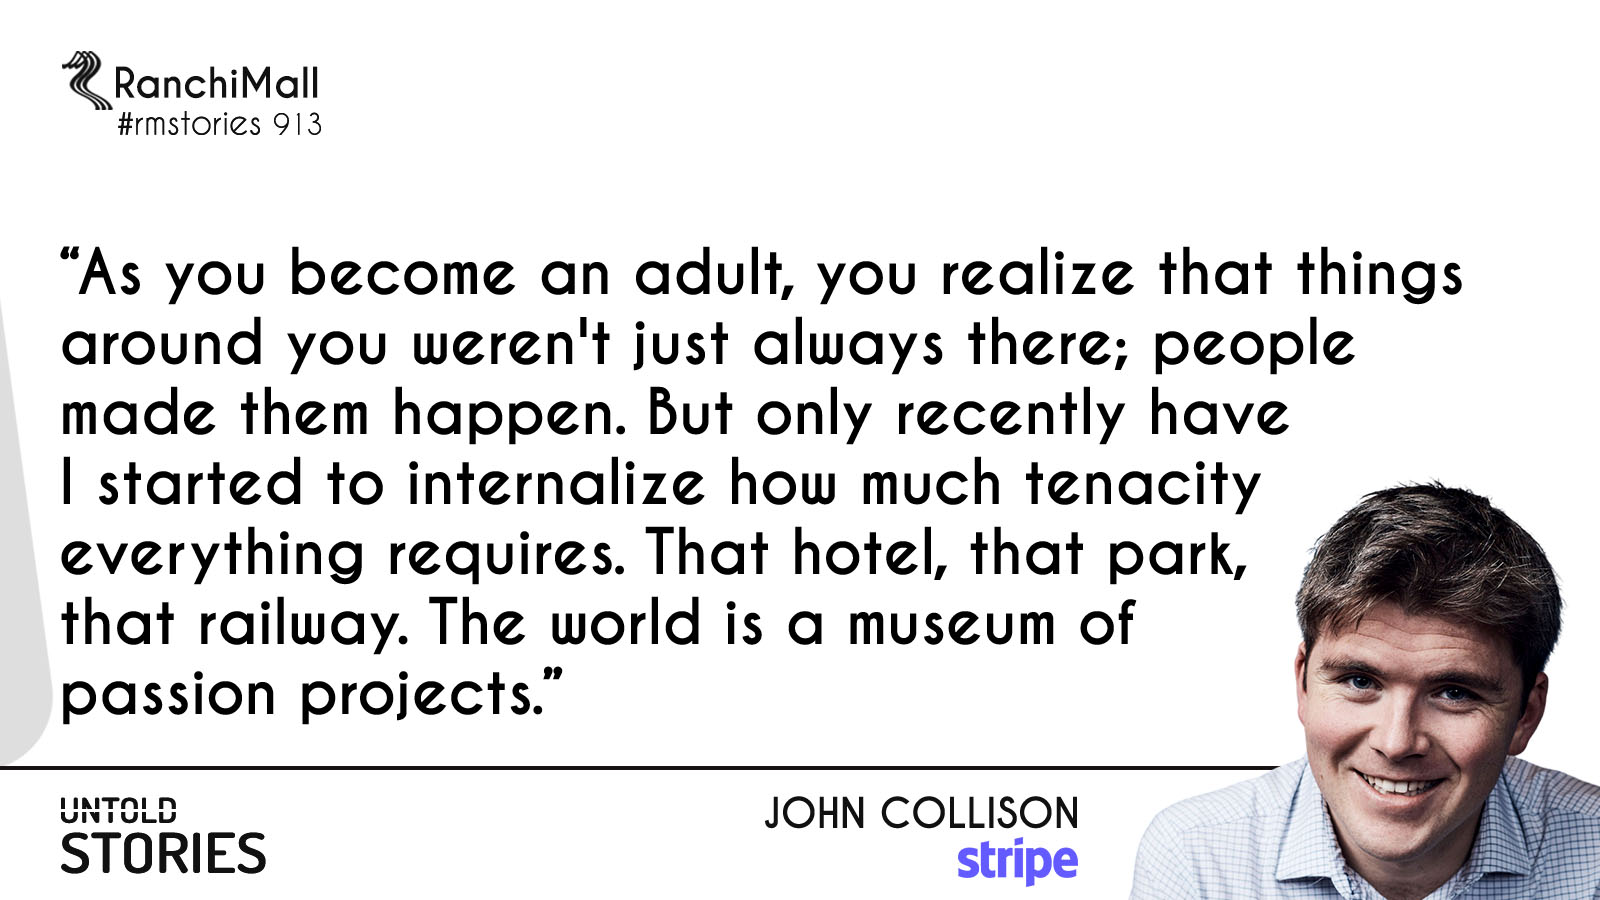 RanchiMall
#rmstories 913
“As you become an adult, you realize that things
around you weren't just always there; people
made them happen. But only recently have
I started to internalize how much tenacity
everything requires. That hotel, that park,
that railway. The world is a museum of
passion projects.”
UNTOLD
STORIES
JOHN COLLISON
stripe